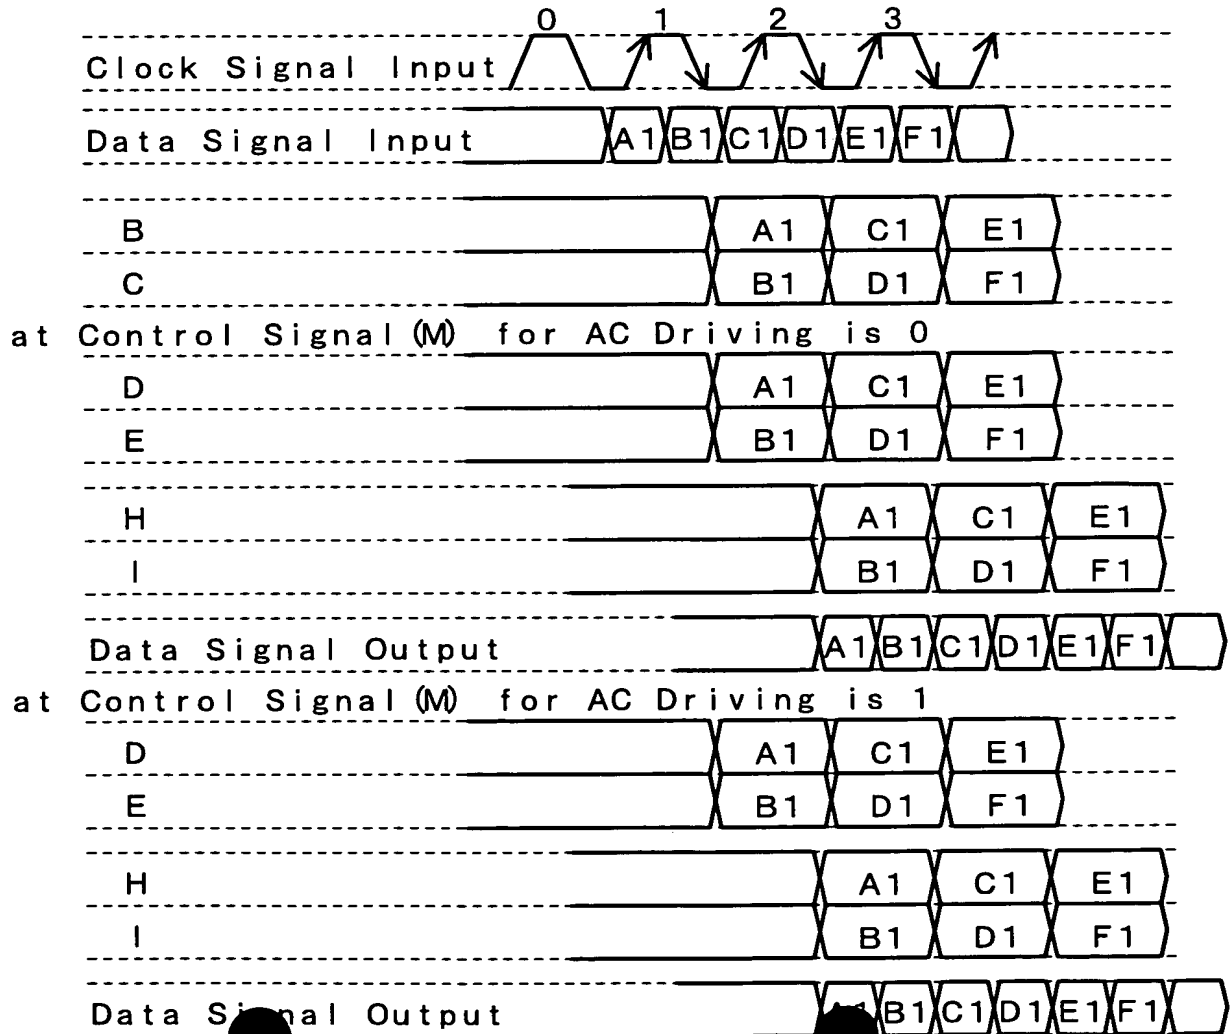 0 1 2 3
Clock Signal Input
Data Signal Input A1 B1 C1 D1 E1 F1
B A1 C1 E1
C B1 D1 F1
at Control Signal (M) for AC Driving is 0
D A1 C1 E1
E B1 D1 F1
H A1 C1 E1
I B1 D1 F1
Data Signal Output A1 B1 C1 D1 E1 F1
at Control Signal (M) for AC Driving is 1
D A1 C1 E1
E B1 D1 F1
H A1 C1 E1
I B1 D1 F1
Data Output B1 C1 D1 E1 F1